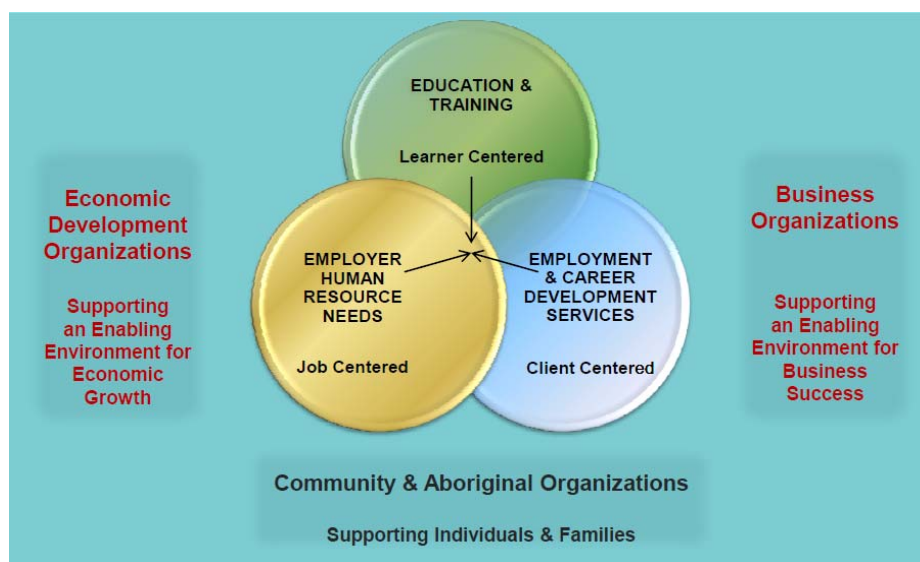 EDUCATION &
TRAINING
Learner Centered
Economic
Development
Organizations
Supporting
an Enabling
Environment for
Economic
Growth
EMPLOYER
HUMAN
RESOURCE
NEEDS
Job Centered
EMPLOYMENT
& CAREER
DEVELOPMENT
SERVICES
Client Centered
Business
Organizations
Supporting
an Enabling
Environment for
Business
Success
Community & Aboriginal Organizations
Supporting Individuals & Families